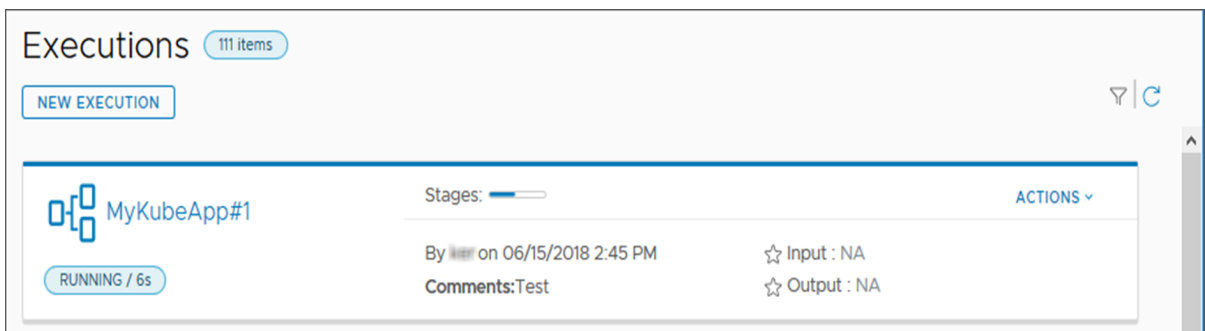 Executions 111 items
NEW EXECUTION
MyKubeApp#1
RUNNING / 6s
Stages:
ACTIONS
By on 06/15/2018 2:45 PM
Comments:Test
Input : NA
Output : NA